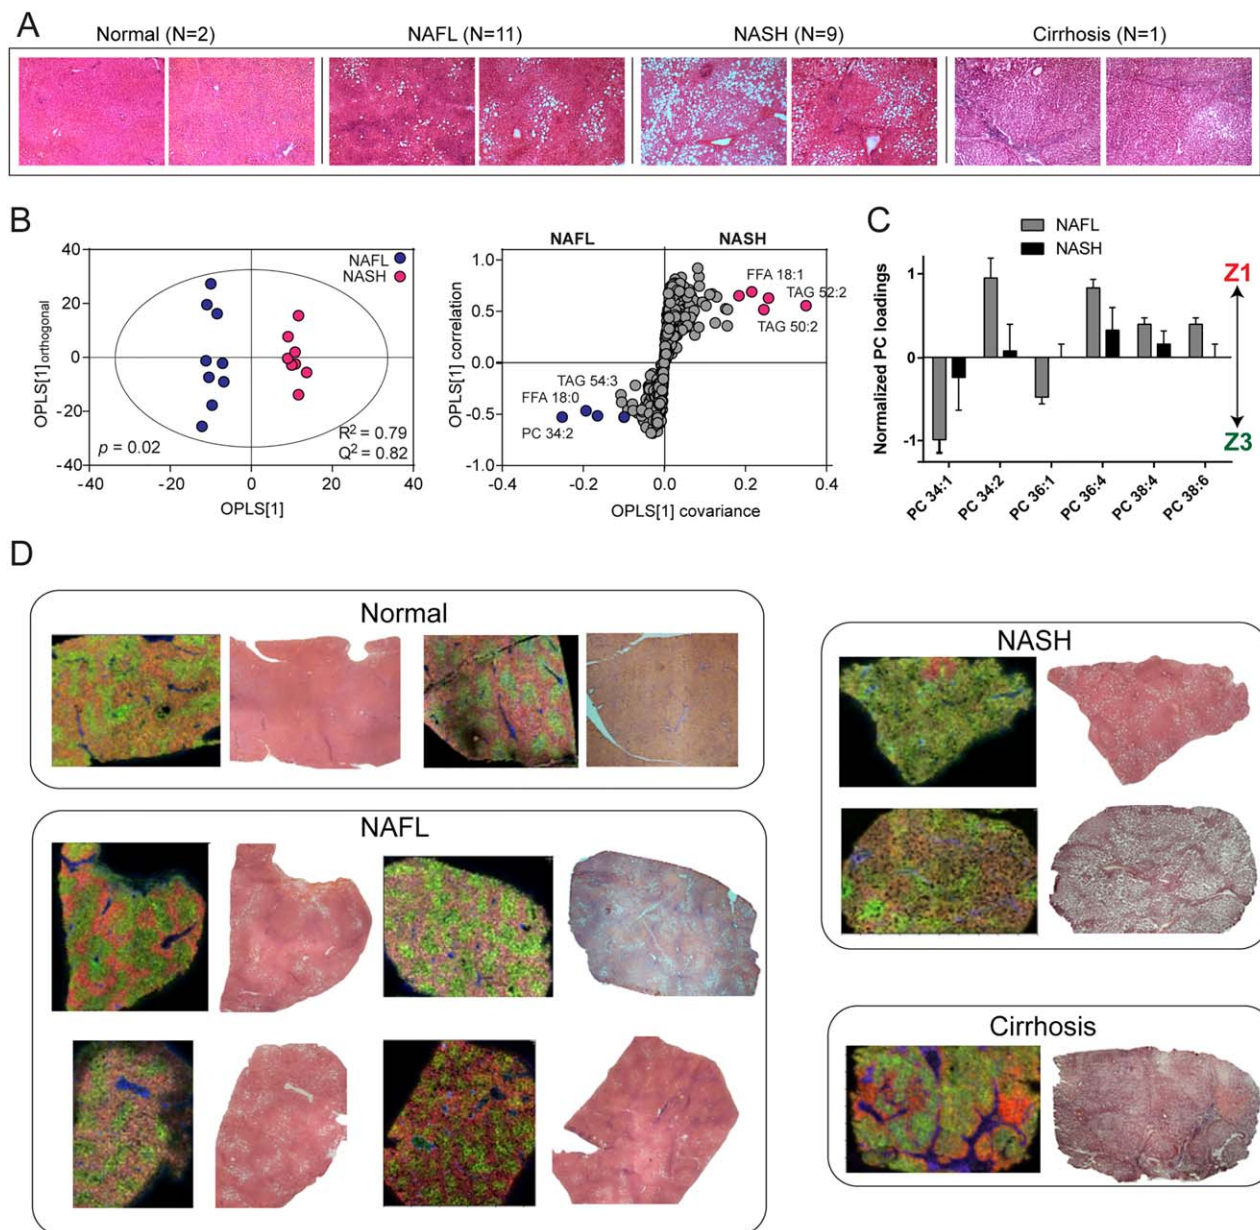 A
Normal (N=2)
NAFL (N=11)
NASH (N=9)
Cirrhosis (N=1)
B
40
20
0
-20
-40
-40
-20
0
20
40
OPLS[1]orthogonal
OPLS[1]
NAFL
NASH
p = 0.02
R² = 0.79
Q² = 0.82
NAFL
NASH
1.0
0.5
0.0
-0.5
-1.0
-0.4
-0.2
0.0
0.2
0.4
OPLS[1] correlation
OPLS[1] covariance
FFA 18:1
TAG 52:2
TAG 50:2
TAG 54:3
FFA 18:0
PC 34:2
C
NAFL
NASH
Normalized PC loadings
1
0
-1
Z1
Z3
PC 34:1
PC 34:2
PC 36:1
PC 36:4
PC 38:4
PC 38:6
D
Normal
NAFL
NASH
Cirrhosis